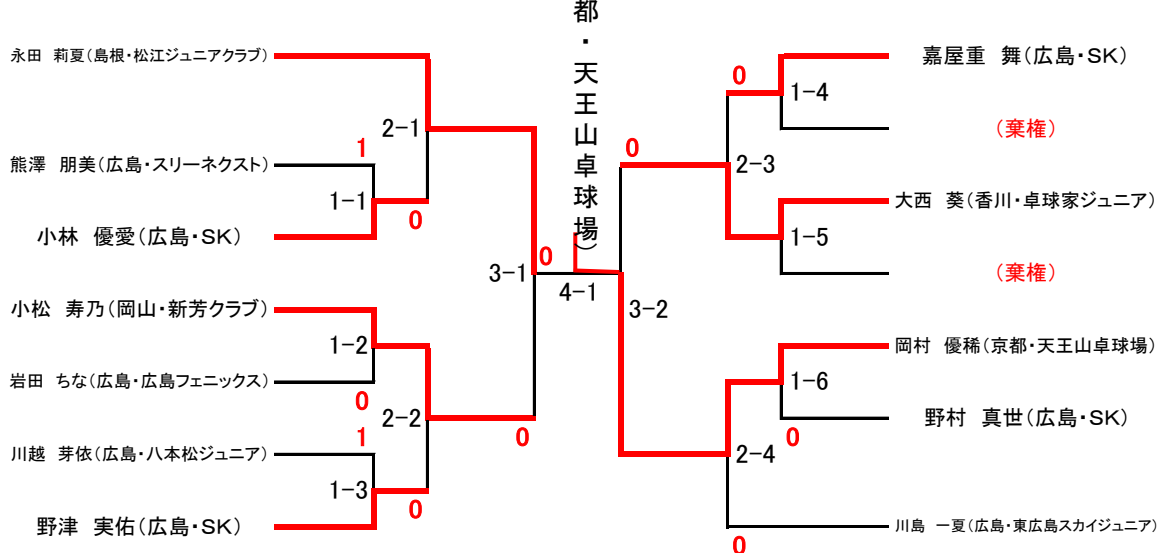 都・天王山卓球場）
永田　莉夏（島根・松江ジュニアクラブ）
2-1
1
熊澤　朋美（広島・スリーネクスト）
1-1
0
小林　優愛（広島・SK）
3-1
0
小松　寿乃（岡山・新芳クラブ）
1-2
岩田　ちな（広島・広島フェニックス）
0
2-2
0
1
川越　芽依（広島・八本松ジュニア）
1-3
0
野津　実佑（広島・SK）
4-1
嘉屋重　舞（広島・SK）
0
1-4
（棄権）
0
2-3
大西　葵（香川・卓球家ジュニア）
1-5
（棄権）
3-2
岡村　優稀（京都・天王山卓球場）
1-6
野村　真世（広島・SK）
0
2-4
川島　一夏（広島・東広島スカイジュニア）
0